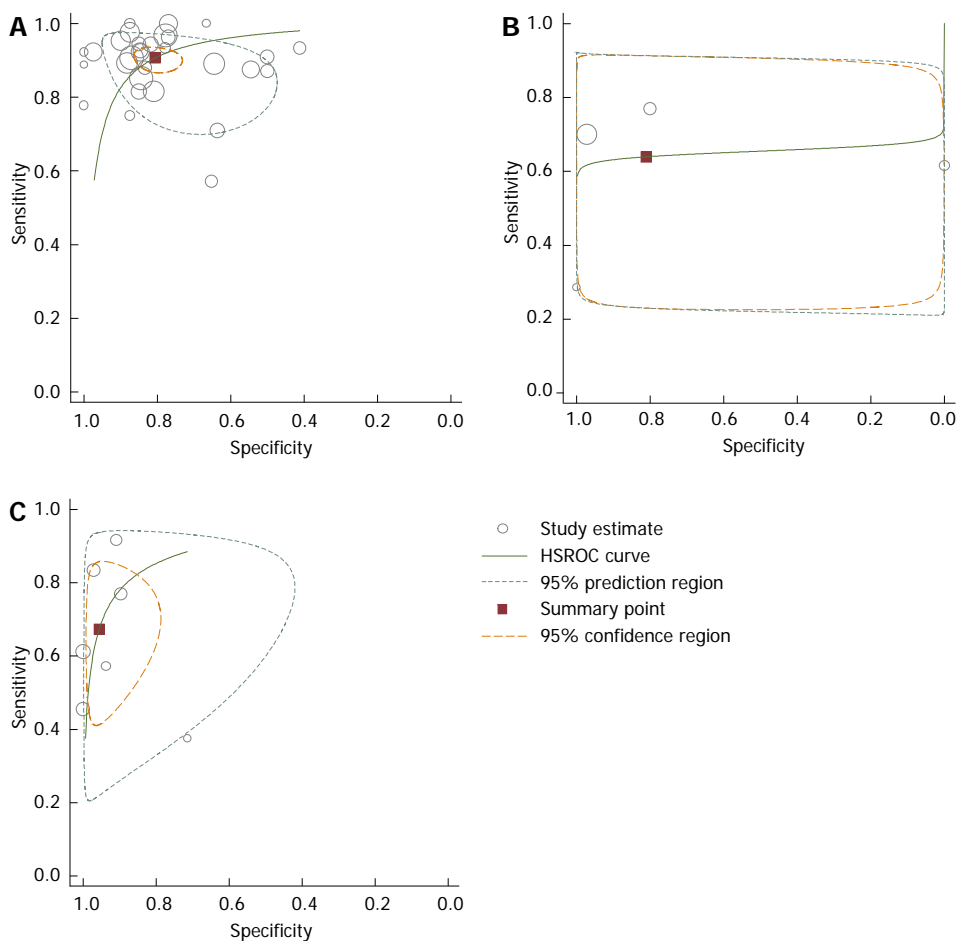 A
1.0
0.8
0.6
0.4
0.2
0.0
Sensitivity
1.0 0.8 0.6 0.4 0.2 0.0
Specificity
B
1.0
0.8
0.6
0.4
0.2
0.0
Sensitivity
1.0 0.8 0.6 0.4 0.2 0.0
Specificity
C
1.0
0.8
0.6
0.4
0.2
0.0
Sensitivity
1.0 0.8 0.6 0.4 0.2 0.0
Specificity
Study estimate
HSROC curve
95% prediction region
Summary point
95% confidence region